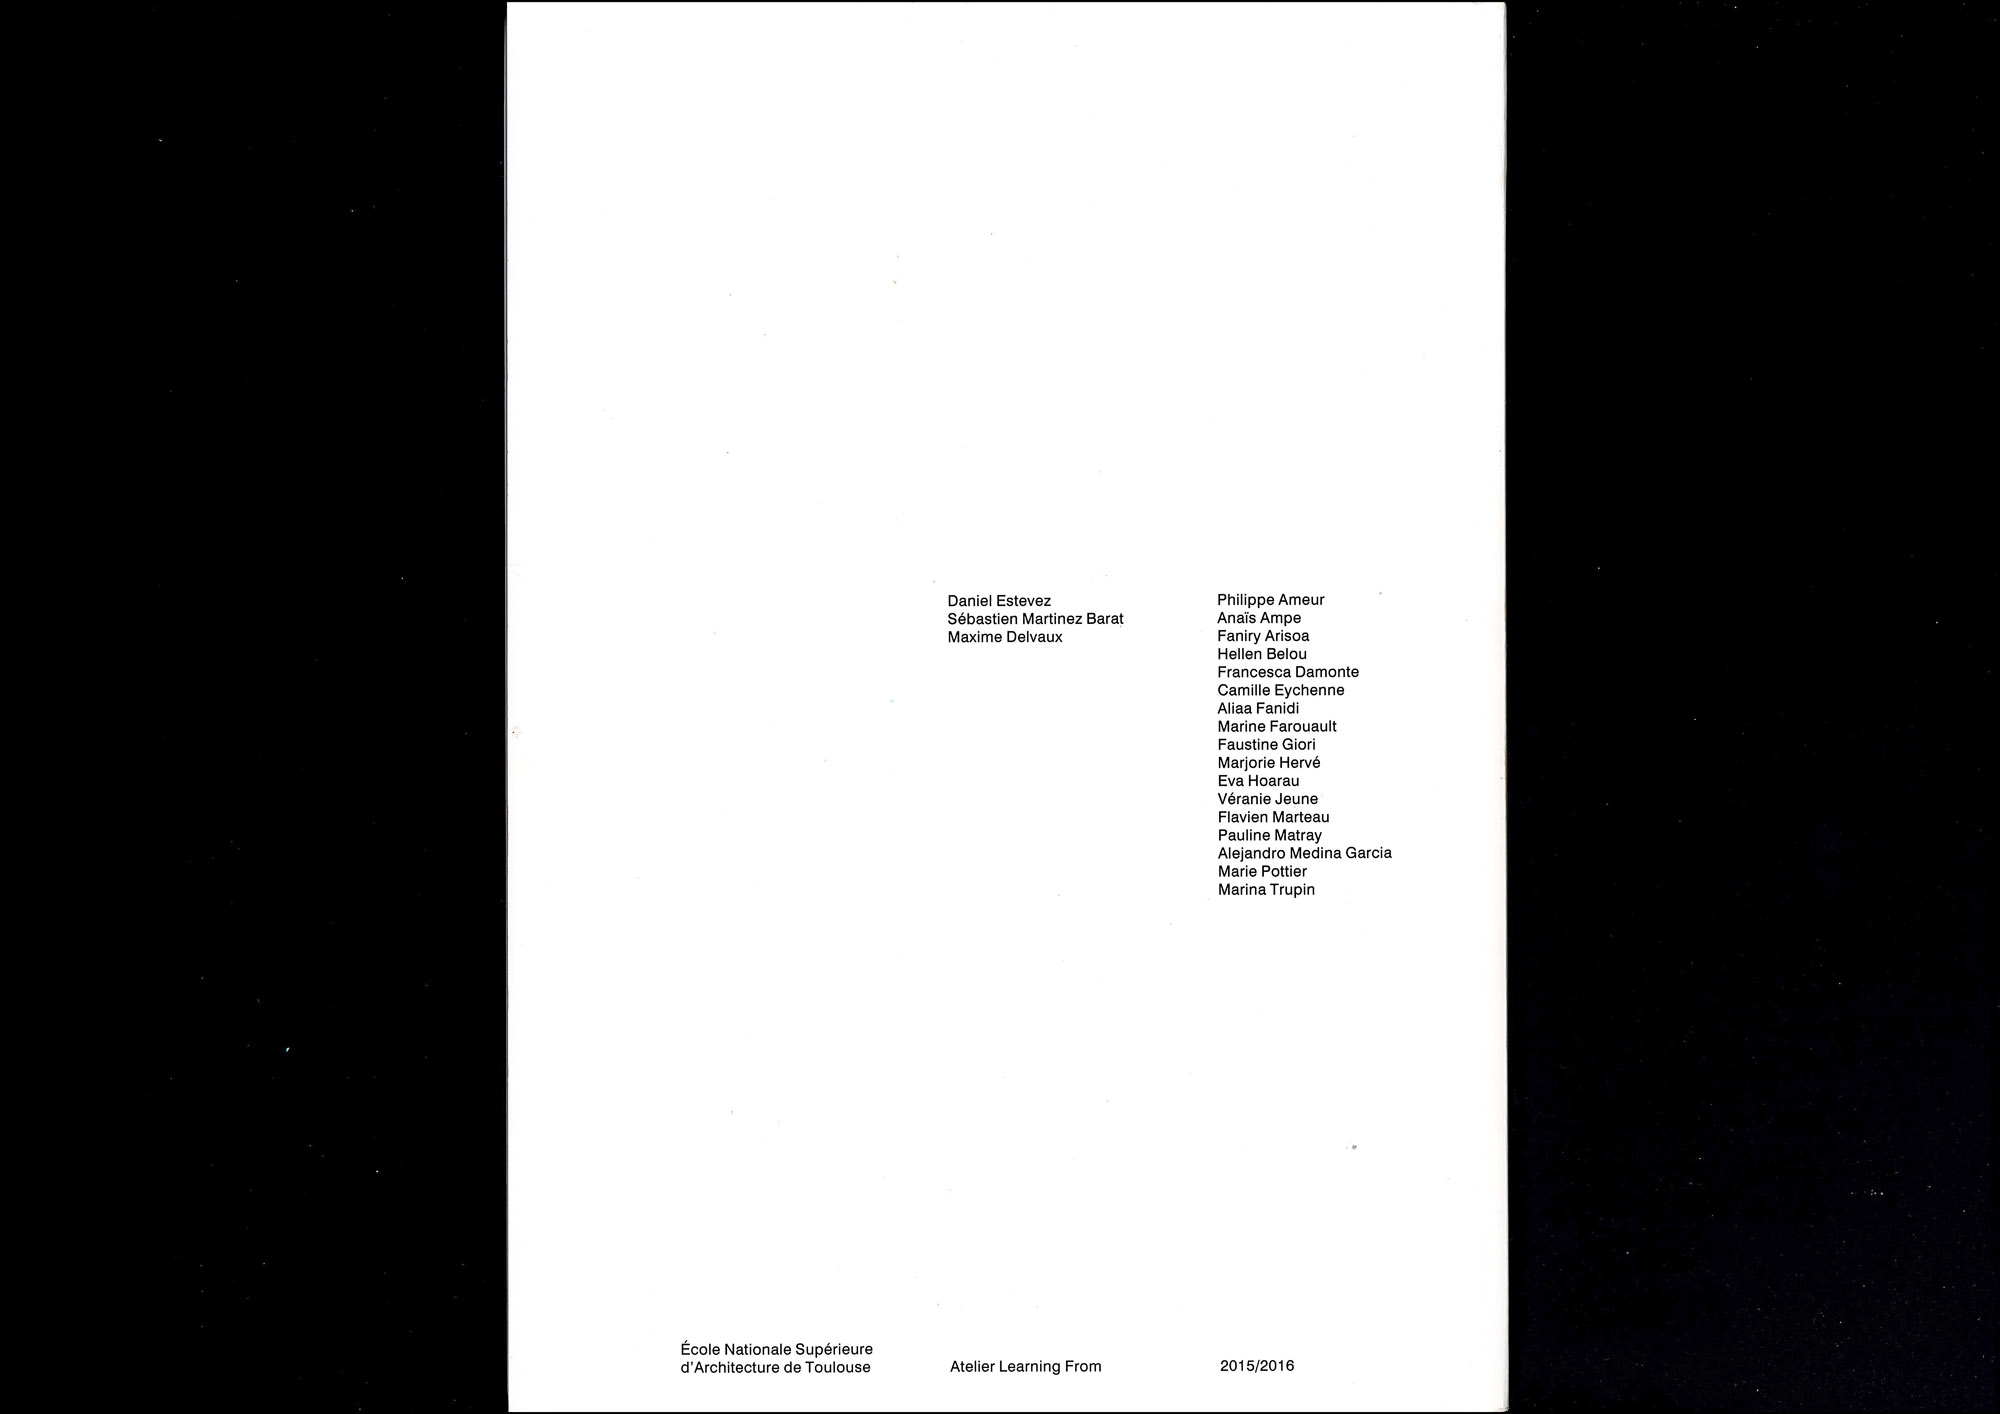 Daniel Estevez
Sébastien Martinez Barat
Maxime Delvaux
Philippe Ameur
Anaïs Ampe
Faniry Arisoa
Hellen Belou
Francesca Damonte
Camille Eychenne
Aliaa Fanidi
Marine Farouault
Faustine Giori
Marjorie Hervé
Eva Hoarau
Véranie Jeune
Flavien Marteau
Pauline Matray
Alejandro Medina Garcia
Marie Pottier
Marina Trupin
École Nationale Supérieure
d'Architecture de Toulouse
Atelier Learning From
2015/2016